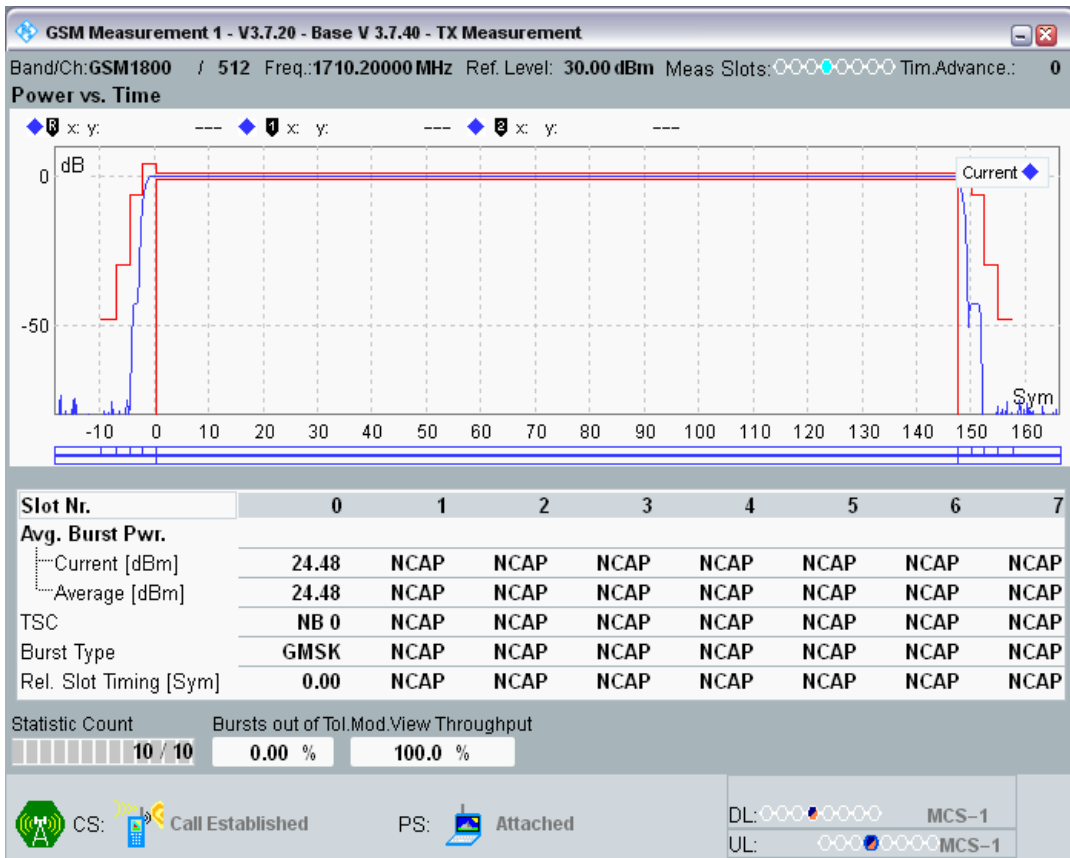 GSM Measurement 1 - V3.7.20 - Base V 3.7.40 - TX Measurement
Band/Ch:GSM1800 / 512 Freq.:1710.20000 MHz Ref. Level: 30.00 dBm Meas Slots: Tim.Advance.: 0
Power vs. Time
R x: y: --- 1 x: y: --- 2 x: y: ---
dB
0
Current
-50
Sym
-10 0 10 20 30 40 50 60 70 80 90 100 110 120 130 140 150 160
Slot Nr. 0 1 2 3 4 5 6 7
Avg. Burst Pwr.
Current [dBm] 24.48 NCAP NCAP NCAP NCAP NCAP NCAP NCAP
Average [dBm] 24.48 NCAP NCAP NCAP NCAP NCAP NCAP NCAP
TSC NB 0 NCAP NCAP NCAP NCAP NCAP NCAP NCAP
Burst Type GMSK NCAP NCAP NCAP NCAP NCAP NCAP NCAP
Rel. Slot Timing [Sym] 0.00 NCAP NCAP NCAP NCAP NCAP NCAP NCAP
Statistic Count Bursts out of Tol.Mod.View Throughput
10 / 10 0.00 % 100.0 %
CS: Call Established PS: Attached
DL: MCS-1
UL: MCS-1